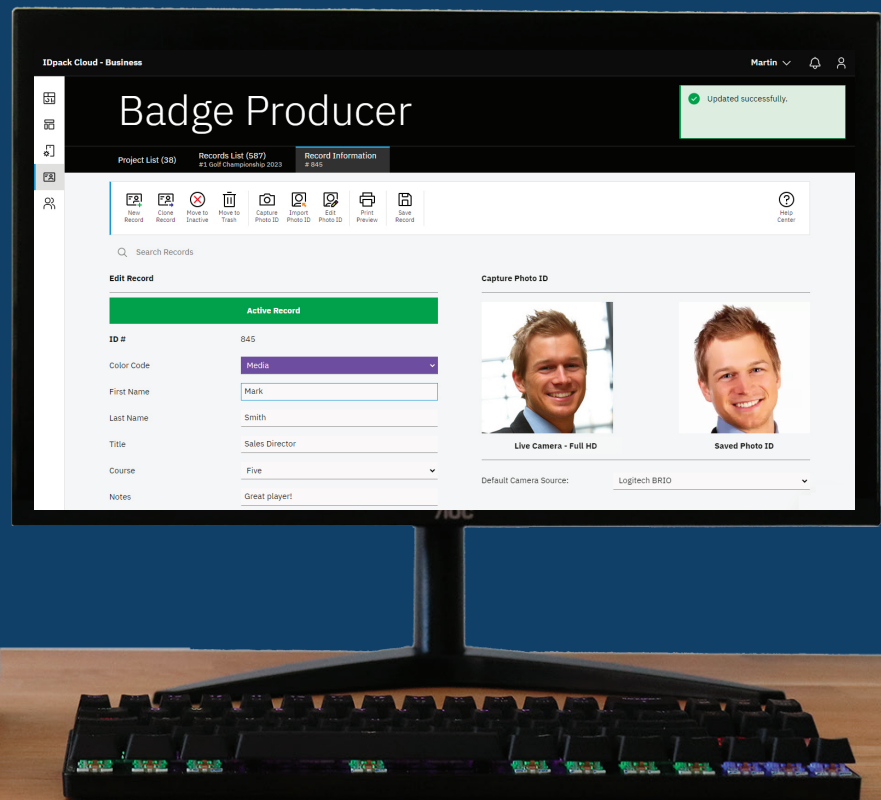 IDpack Cloud - Business
Martin
Badge Producer
Updated successfully.
Project List (38)
Records List (587)
#1 Golf Championship 2023
Record Information
# 845
New Record
Clone Record
Move to Inactive
Move to Trash
Capture Photo ID
Import Photo ID
Edit Photo ID
Print Preview
Save Record
Help Center
Search Records
Edit Record
Capture Photo ID
Active Record
ID #
845
Color Code
Media
First Name
Mark
Last Name
Smith
Title
Sales Director
Course
Five
Notes
Great player!
Live Camera - Full HD
Saved Photo ID
Default Camera Source:
Logitech BRIO